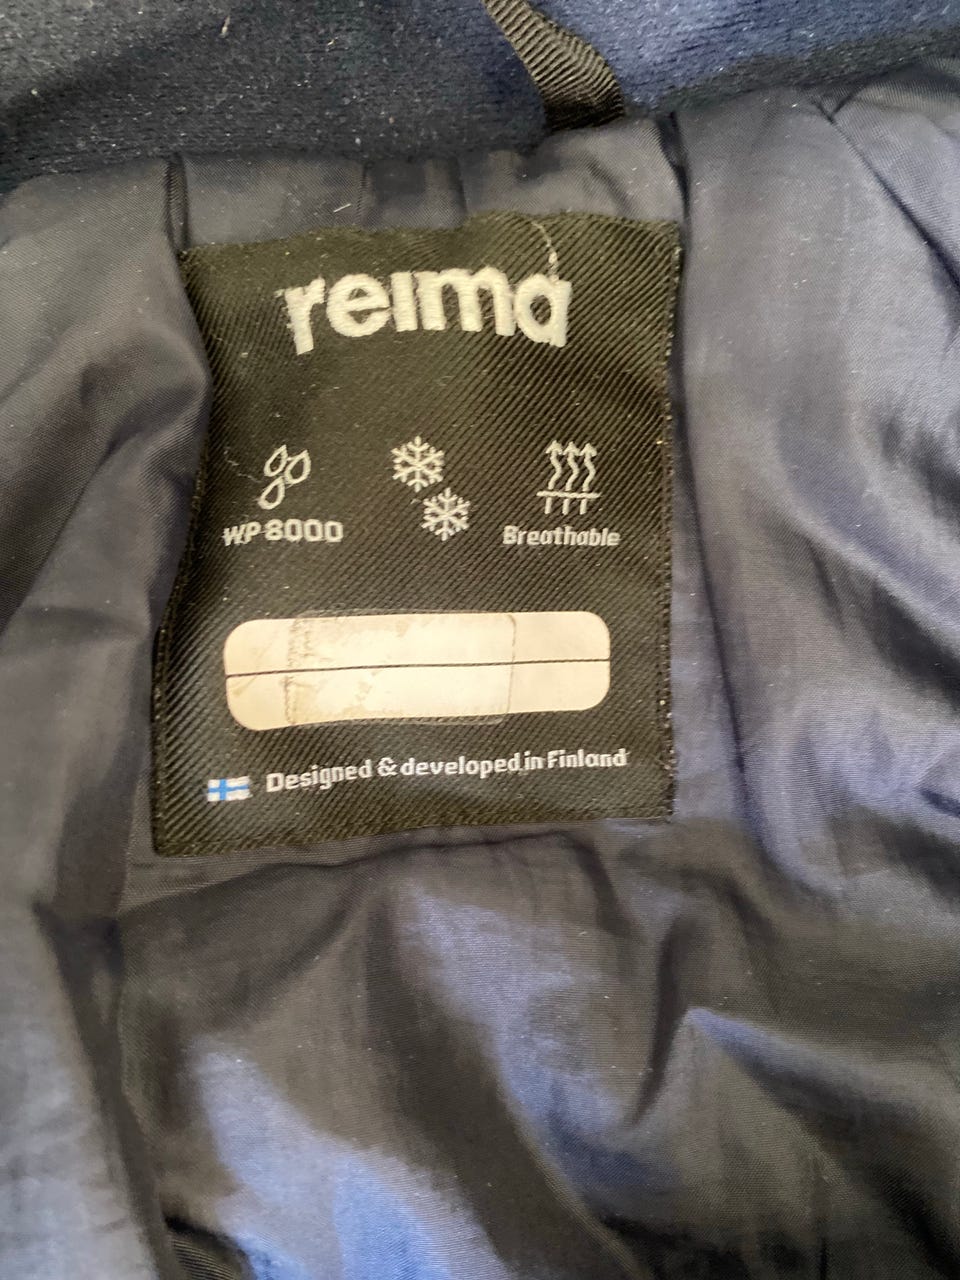 reima
WP 8000
Breathable
Designed & developed in Finland